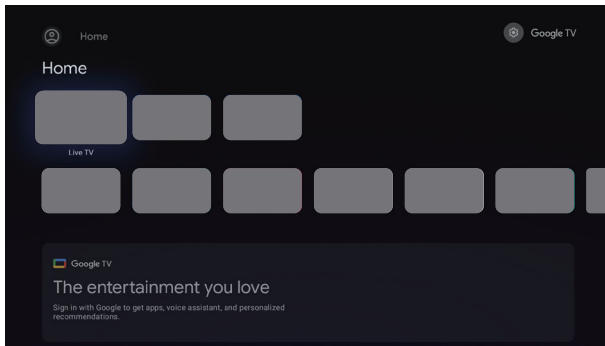 Home
Google TV
Home
Live TV
Google TV
The entertainment you love
Sign in with Google to get apps, voice assistant, and personalized
recommendations.